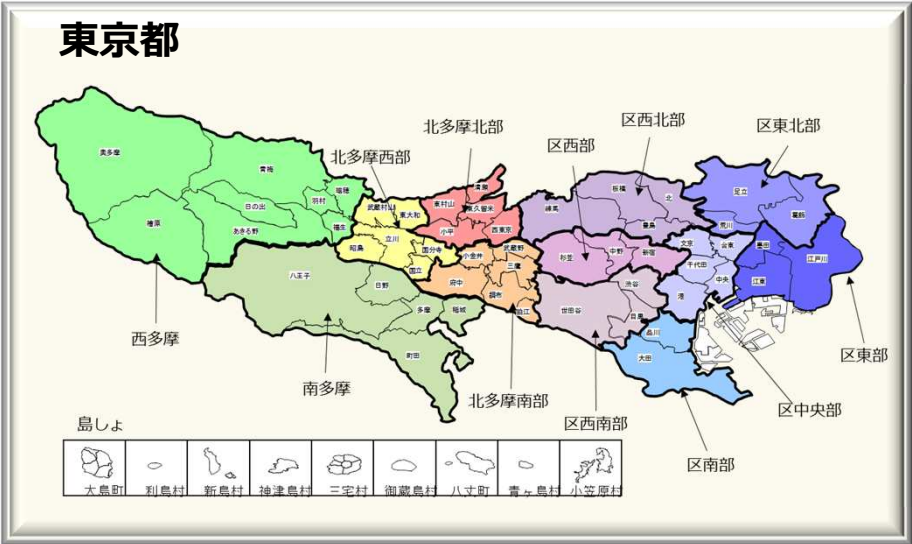 東京都
北多摩北部
区西北部
区東北部
区西部
北多摩西部
奥多摩
青梅
瑞穂
羽村
日の出
檜原
あきる野
福生
武蔵村山
東大和
東村山
清瀬
東久留米
小平
西東京
練馬
板橋
北
豊島
足立
荒川
葛飾
昭島
立川
国分寺
国立
小金井
武蔵野
三鷹
府中
調布
狛江
杉並
中野
新宿
文京
台東
墨田
江戸川
千代田
中央
江東
港
八王子
日野
多摩
稲城
町田
世田谷
渋谷
目黒
品川
大田
西多摩
南多摩
北多摩南部
区西南部
区南部
区中央部
区東部
島しょ
大島町
利島村
新島村
神津島村
三宅村
御蔵島村
八丈町
青ヶ島村
小笠原村